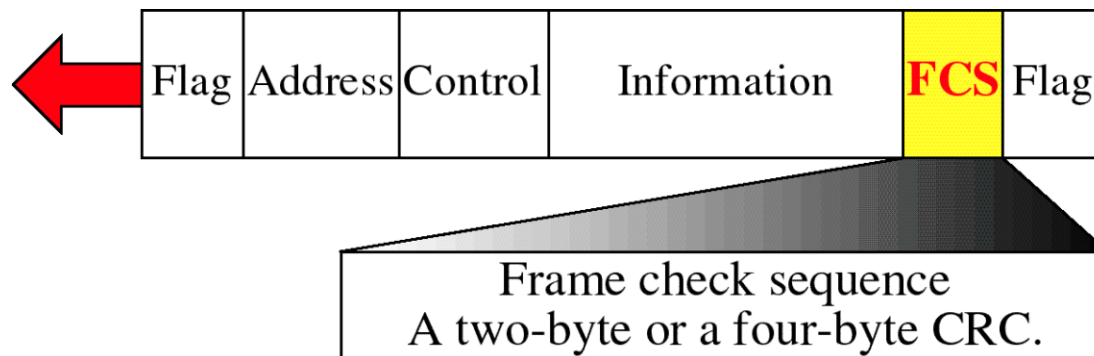 Flag Address Control Information FCS Flag
Frame check sequence
A two-byte or a four-byte CRC.